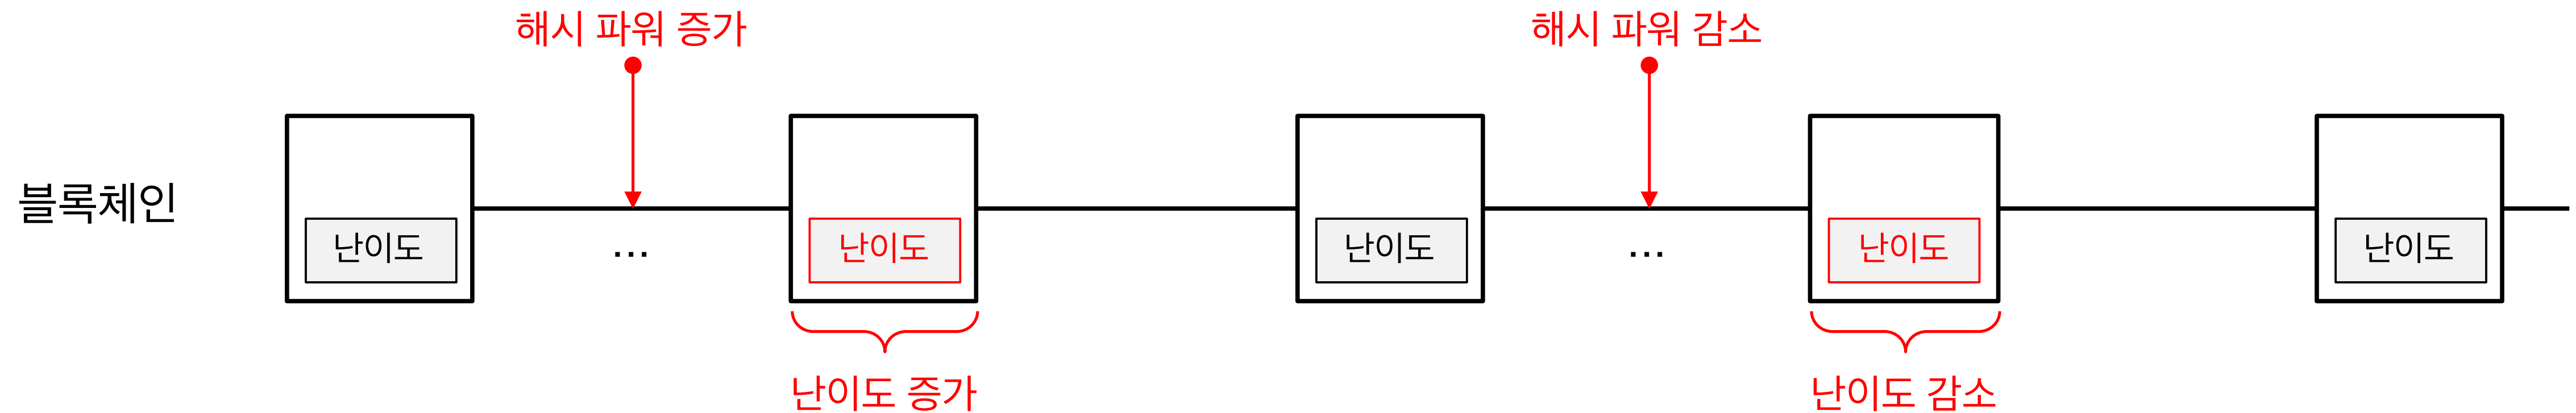 해시 파워 증가
해시 파워 감소
블록체인
난이도
...
난이도
난이도
...
난이도
난이도
난이도 증가
난이도 감소